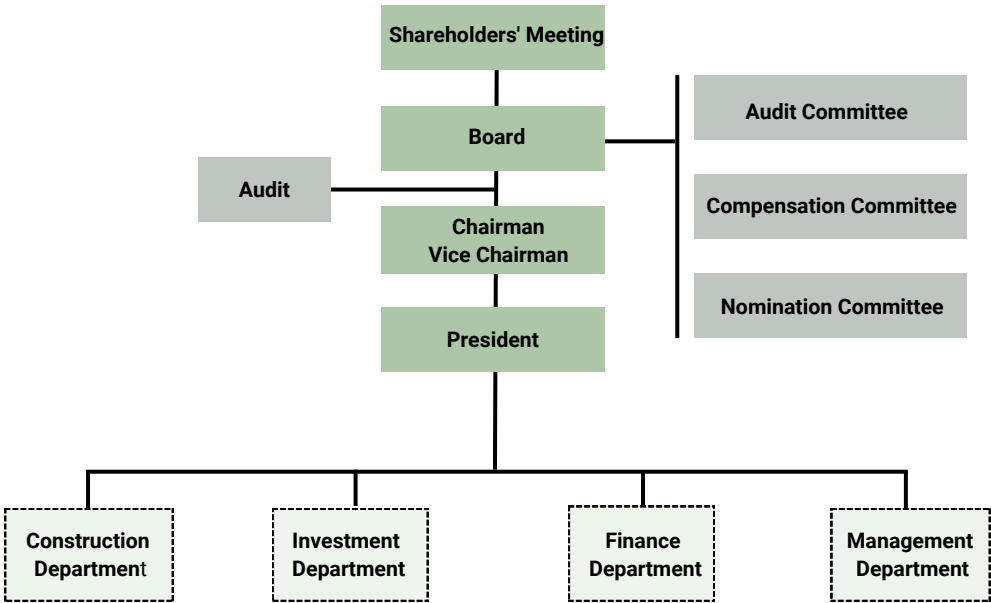 Shareholders' Meeting
Board
Audit Committee
Audit
Compensation Committee
Chairman
Vice Chairman
Nomination Committee
President
Construction
Department
Investment
Department
Finance
Department
Management
Department